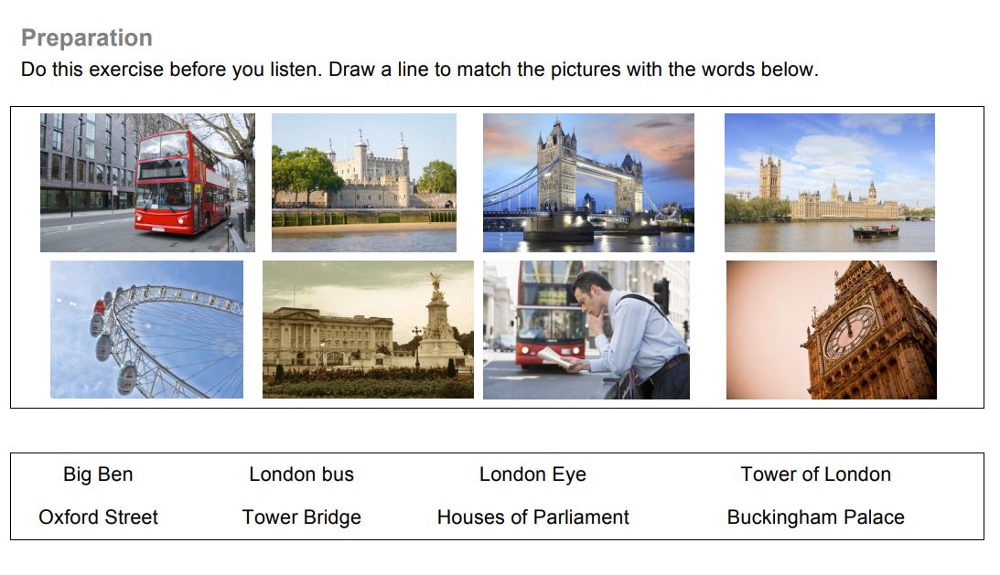 Preparation
Do this exercise before you listen. Draw a line to match the pictures with the words below.
Big Ben London bus London Eye Tower of London
Oxford Street Tower Bridge Houses of Parliament Buckingham Palace